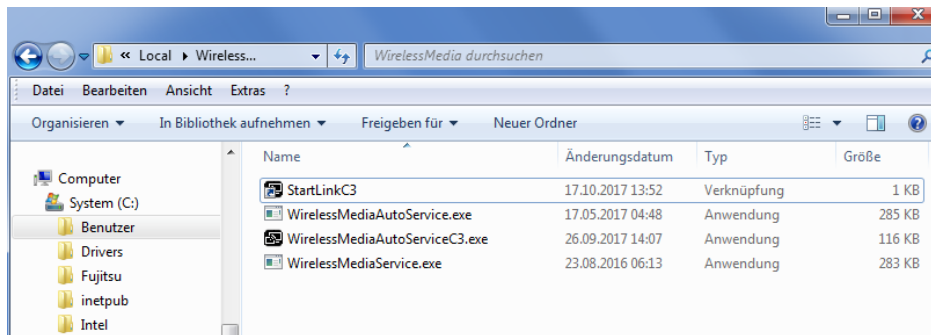 « Local Wireless...
WirelessMedia durchsuchen
Datei Bearbeiten Ansicht Extras ?
Organisieren In Bibliothek aufnehmen Freigeben für Neuer Ordner
Name Änderungsdatum Typ Größe
Computer
System (C:)
Benutzer
Drivers
Fujitsu
inetpub
Intel
StartLinkC3 17.10.2017 13:52 Verknüpfung 1 KB
WirelessMediaAutoService.exe 17.05.2017 04:48 Anwendung 285 KB
WirelessMediaAutoServiceC3.exe 26.09.2017 14:07 Anwendung 116 KB
WirelessMediaService.exe 23.08.2016 06:13 Anwendung 283 KB